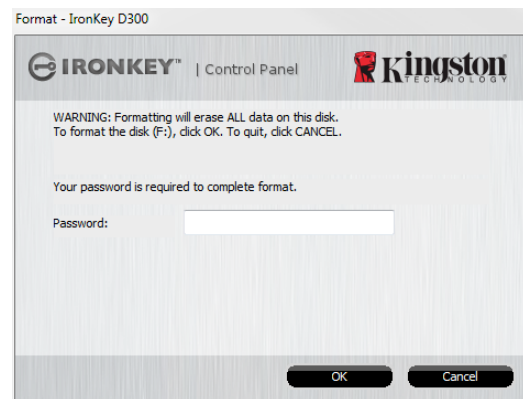 Format - IronKey D300
IRONKEY™ | Control Panel
Kingston
TECHNOLOGY
WARNING: Formatting will erase ALL data on this disk.
To format the disk (F:), click OK. To quit, click CANCEL.
Your password is required to complete format.
Password:
OK Cancel